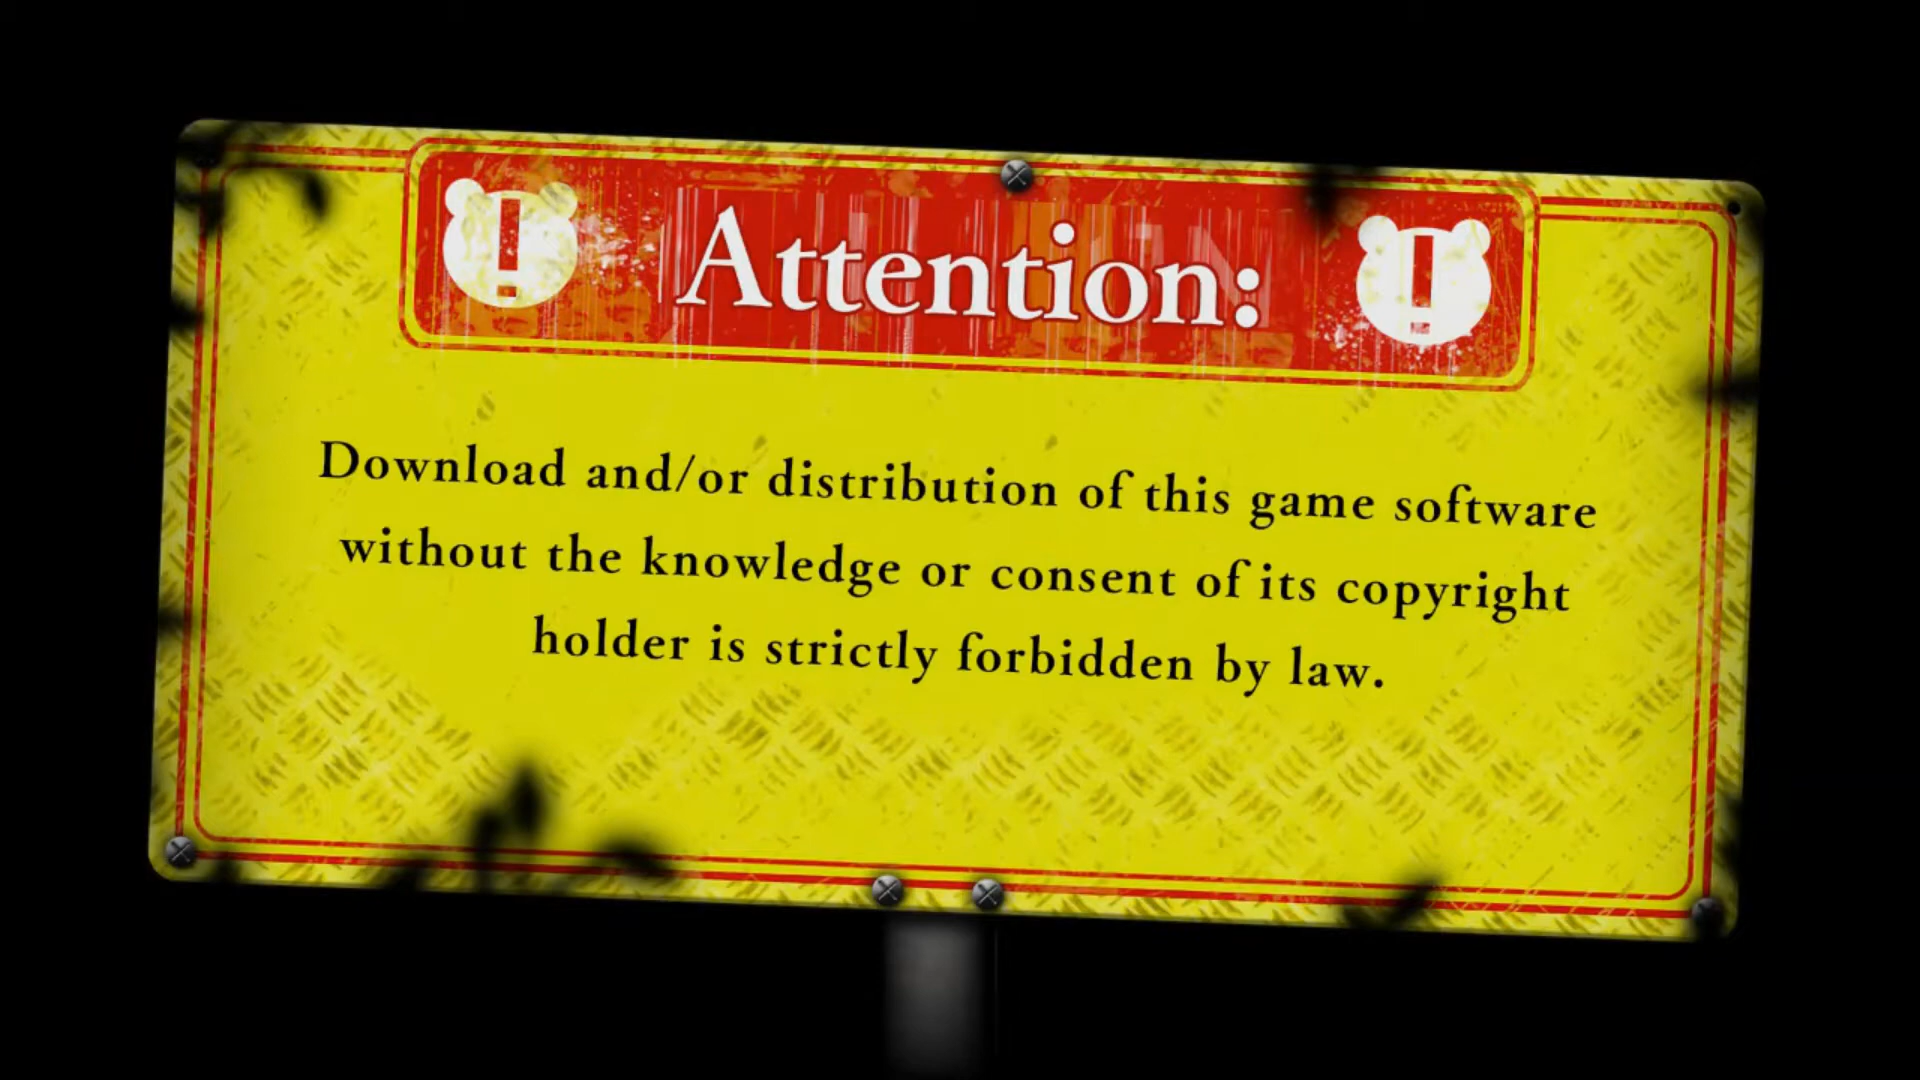 Attention:
Download and/or distribution of this game software
without the knowledge or consent of its copyright
holder is strictly forbidden by law.